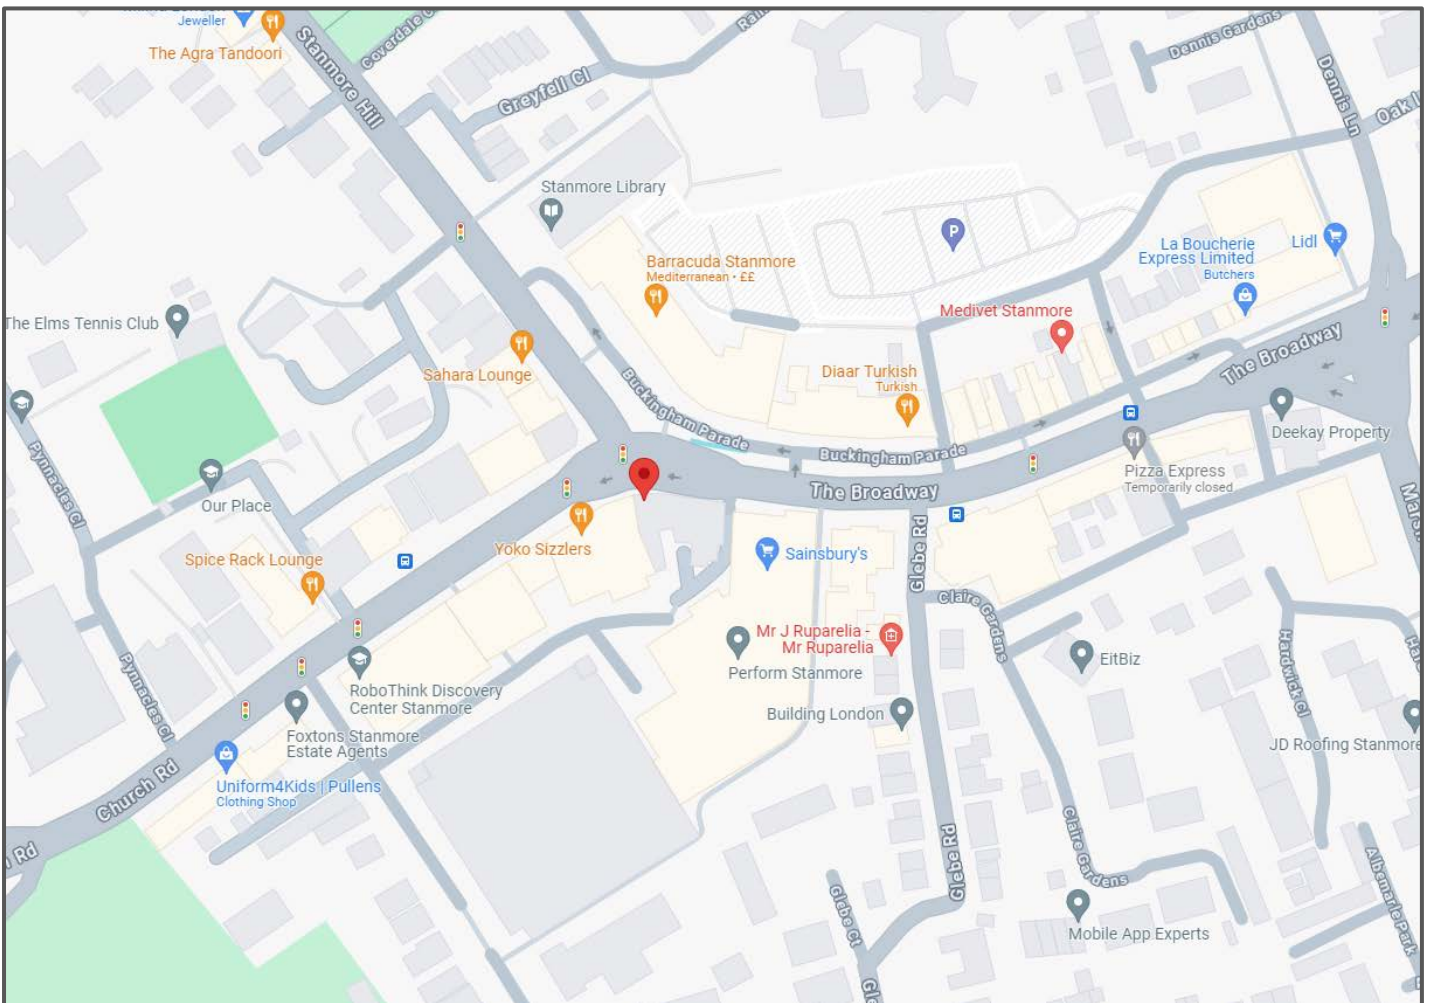 Jeweller
The Agra Tandoori
Stanmore Hill
Coverdale
Greyfell Cl
Dennis Gardens
Dennis Ln
Oak
Stanmore Library
P
Barracuda Stanmore
Mediterranean • ££
La Boucherie
Express Limited
Butchers
Lidl
The Elms Tennis Club
Medivet Stanmore
Sahara Lounge
Diaar Turkish
Turkish
The Broadway
Buckingham Parade
Buckingham Parade
Deekay Property
Pynnacles Cl
Our Place
The Broadway
Pizza Express
Temporarily closed
Spice Rack Lounge
Yoko Sizzlers
Sainsbury's
Glebe Rd
Claire Gardens
Mr J Ruparelia -
Mr Ruparelia
Perform Stanmore
EitBiz
Hardwick Cl
Pynnacles Cl
RoboThink Discovery
Center Stanmore
Building London
Foxtons Stanmore
Estate Agents
JD Roofing Stanmore
Uniform4Kids | Pullens
Clothing Shop
Church Rd
Rd
Glebe Rd
Claire Gardens
Albemarle Park
Glebe Ct
Mobile App Experts